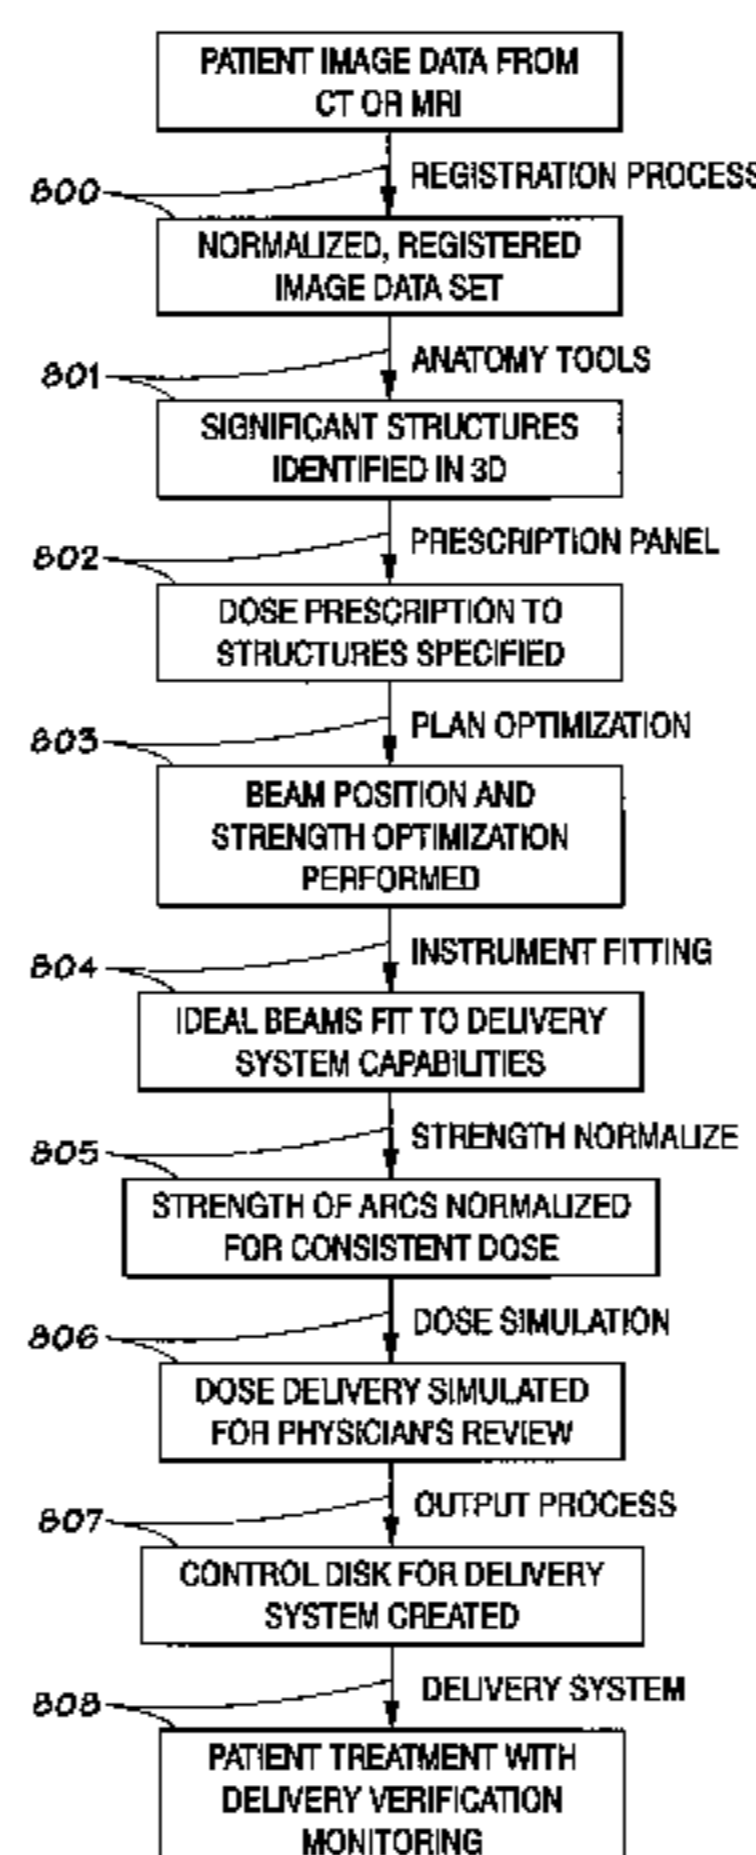 PATIENT IMAGE DATA FROM
CT OR MRI
800
REGISTRATION PROCESS
NORMALIZED, REGISTERED
IMAGE DATA SET
801
ANATOMY TOOLS
SIGNIFICANT STRUCTURES
IDENTIFIED IN 3D
802
PRESCRIPTION PANEL
DOSE PRESCRIPTION TO
STRUCTURES SPECIFIED
803
PLAN OPTIMIZATION
BEAM POSITION AND
STRENGTH OPTIMIZATION
PERFORMED
804
INSTRUMENT FITTING
IDEAL BEAMS FIT TO DELIVERY
SYSTEM CAPABILITIES
805
STRENGTH NORMALIZE
STRENGTH OF ARCS NORMALIZED
FOR CONSISTENT DOSE
806
DOSE SIMULATION
DOSE DELIVERY SIMULATED
FOR PHYSICIAN'S REVIEW
807
OUTPUT PROCESS
CONTROL DISK FOR DELIVERY
SYSTEM CREATED
808
DELIVERY SYSTEM
PATIENT TREATMENT WITH
DELIVERY VERIFICATION
MONITORING